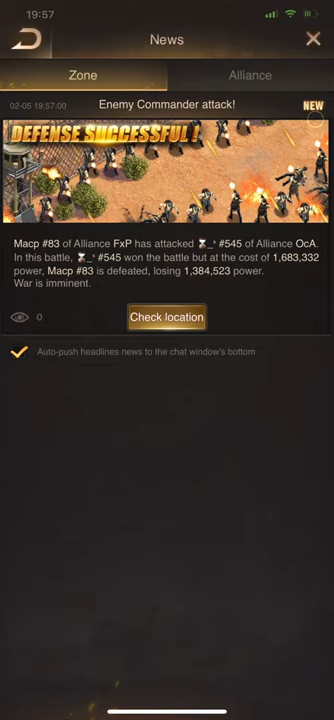 19:57
News
Zone
Alliance
02-05 19:57:00
Enemy Commander attack!
NEW
DEFENSE SUCCESSFUL !
Macp #83 of Alliance FxP has attacked ⌛_⁴ #545 of Alliance OcA.
In this battle, ⌛_⁴ #545 won the battle but at the cost of 1,683,332
power, Macp #83 is defeated, losing 1,384,523 power.
War is imminent.
0
Check location
Auto-push headlines news to the chat window's bottom